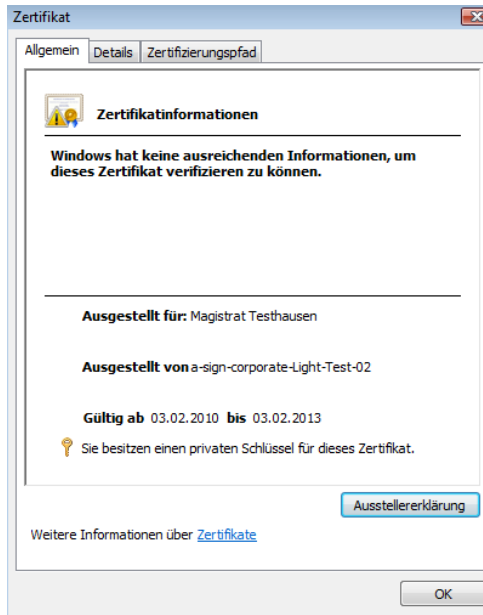 Zertifikat
Allgemein Details Zertifizierungspfad
Zertifikatinformationen
Windows hat keine ausreichenden Informationen, um
dieses Zertifikat verifizieren zu können.
Ausgestellt für: Magistrat Testhausen
Ausgestellt von a-sign-corporate-Light-Test-02
Gültig ab 03.02.2010 bis 03.02.2013
Sie besitzen einen privaten Schlüssel für dieses Zertifikat.
Ausstellererklärung
Weitere Informationen über Zertifikate
OK